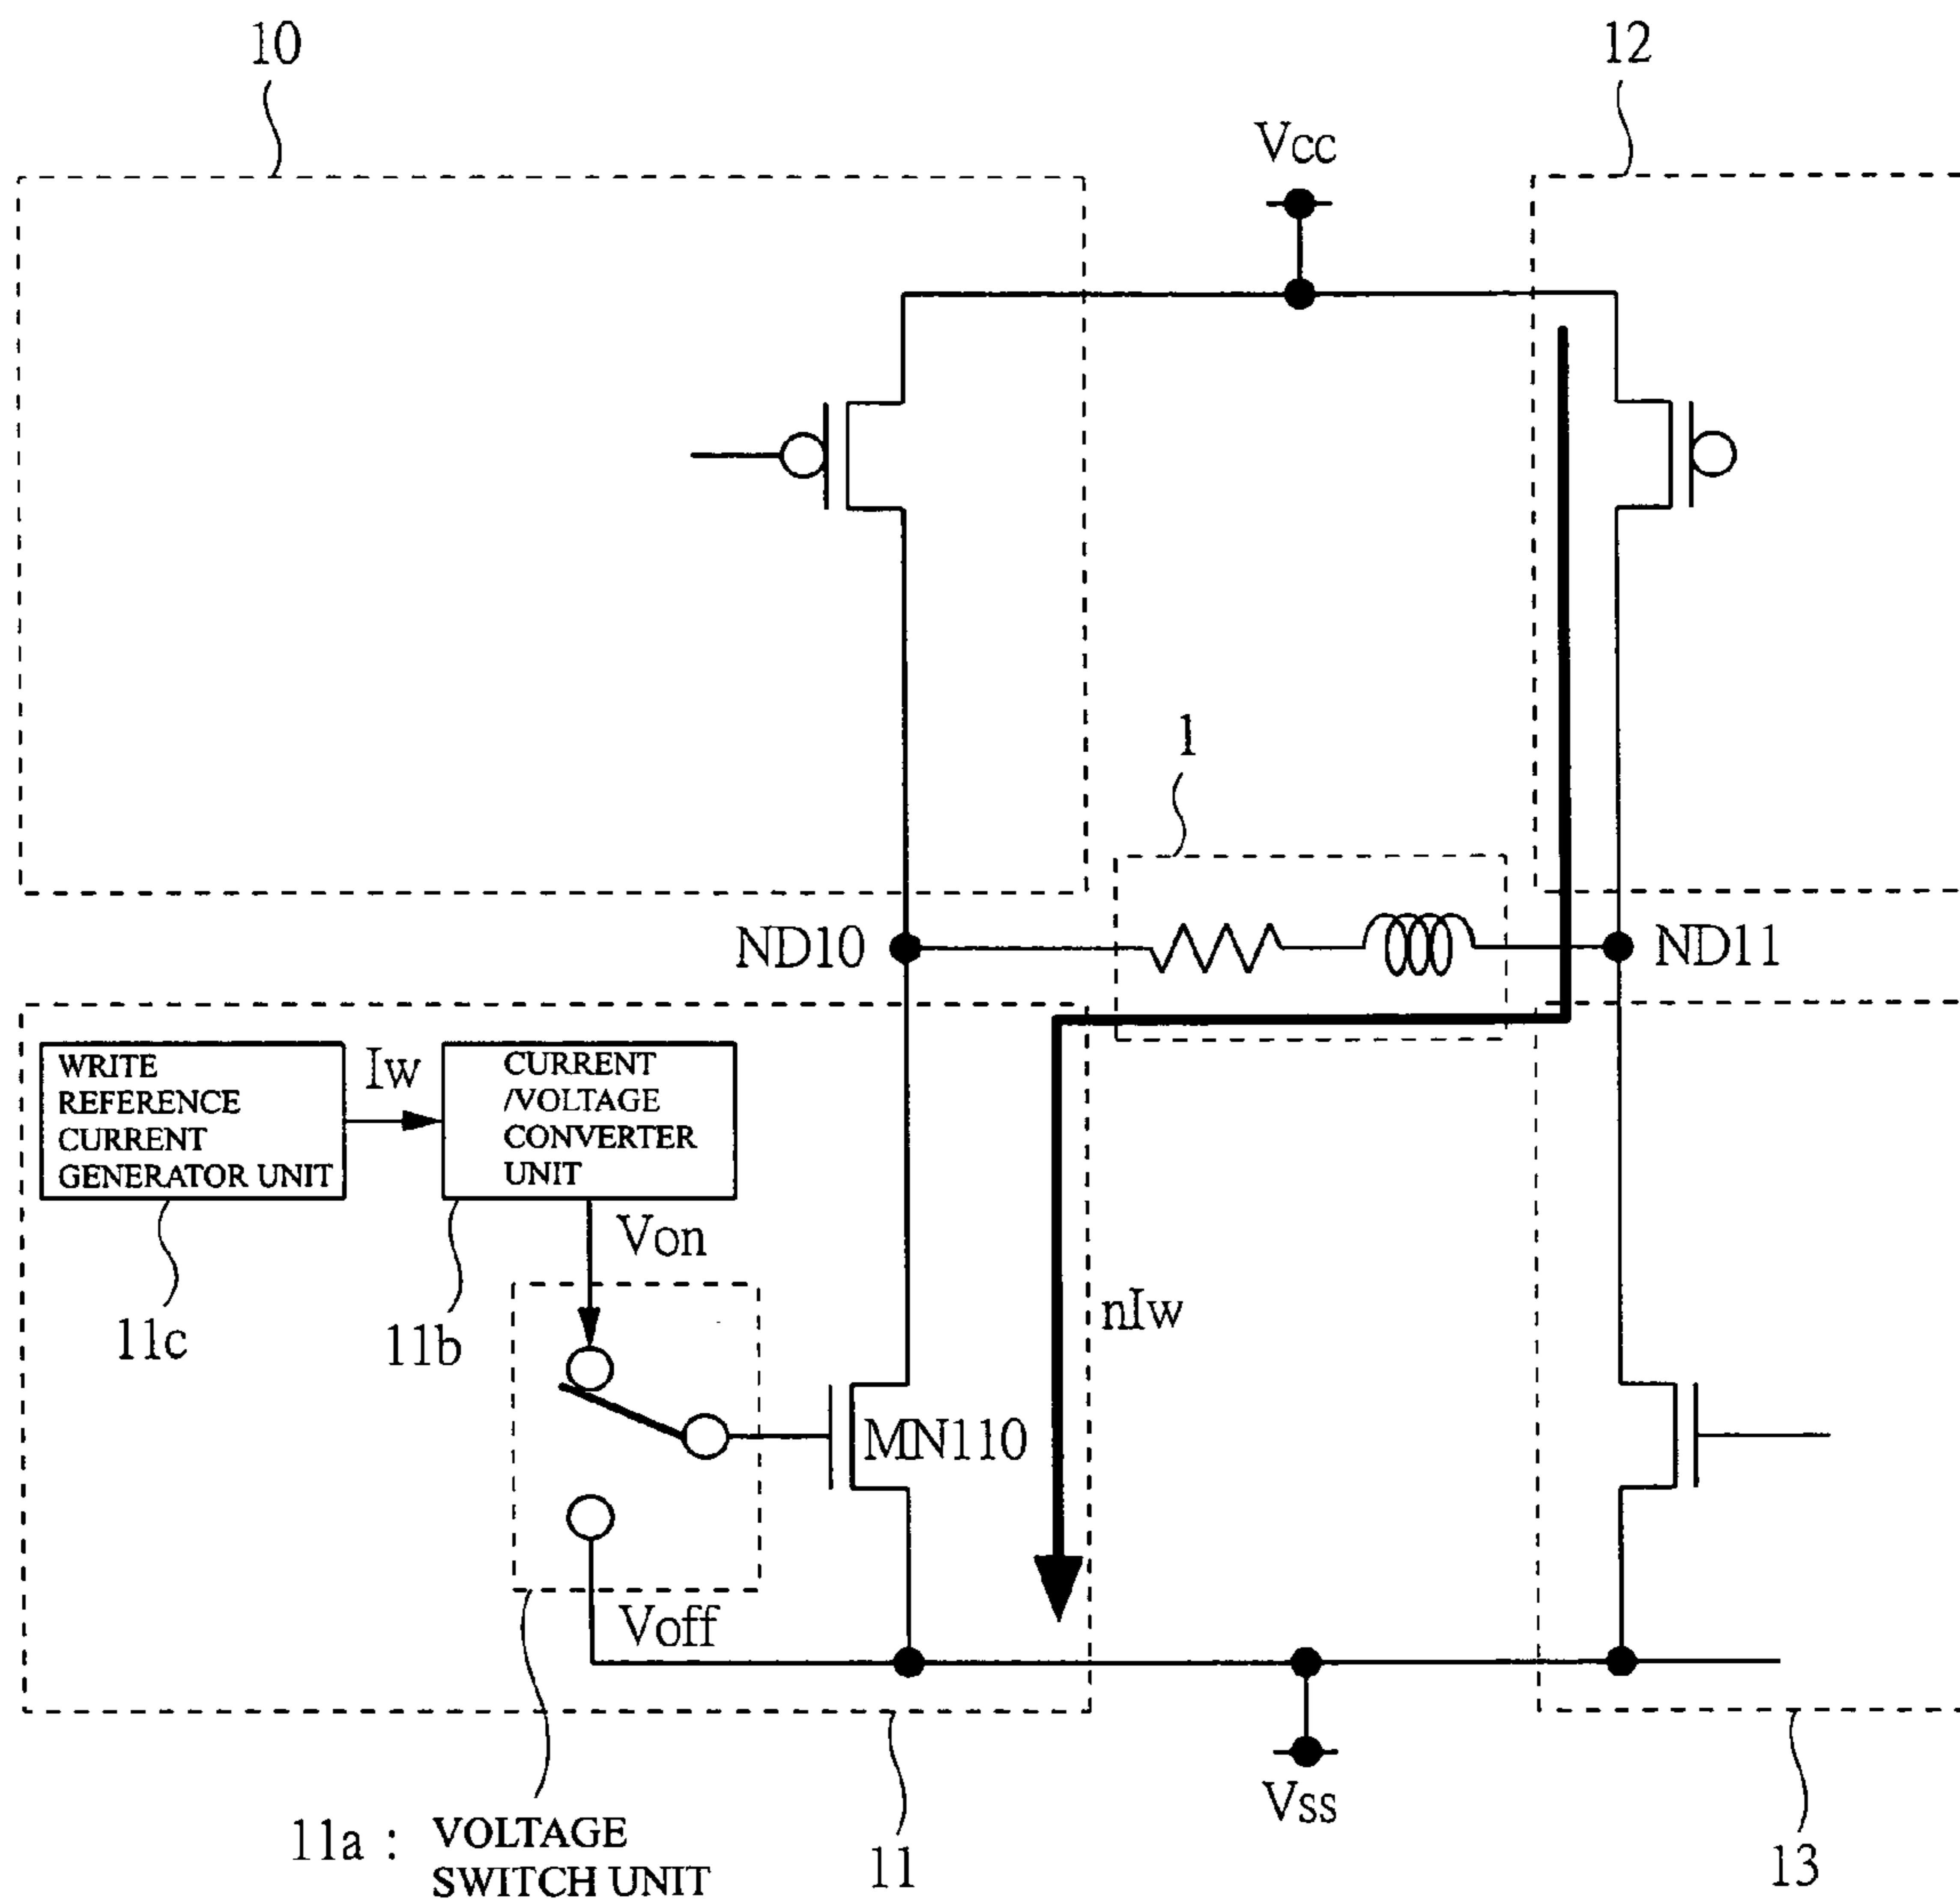 10
12
Vcc
1
ND10
ND11
WRITE
REFERENCE
CURRENT
GENERATOR UNIT
Iw
CURRENT
/VOLTAGE
CONVERTER
UNIT
Von
11c
11b
nIw
MN110
Voff
Vss
11a : VOLTAGE
SWITCH UNIT
11
13